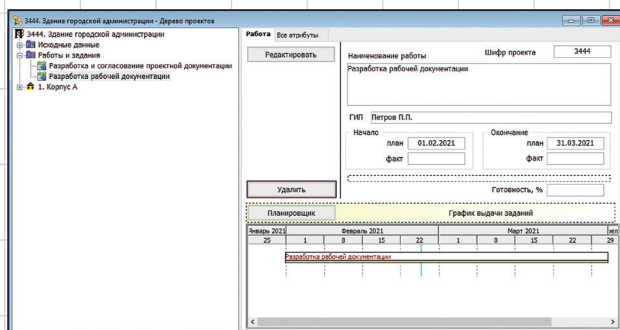 3444. Здание городской администрации - Дерево проектов
3444. Здание городской администрации
Исходные данные
Работы и задания
Разработка и согласование проектной документации
Разработка рабочей документации
1. Корпус А
Работа Все атрибуты
Редактировать
Наименование работы Шифр проекта 3444
Разработка рабочей документации
ГИП Петров П.П.
Начало Окончание
план 01.02.2021 план 31.03.2021
факт факт
Удалить Готовность, %
Планировщик График выдачи заданий
Январь 2021 Февраль 2021 Март 2021
25 1 8 15 22 1 8 15 22 29
Разработка рабочей документации